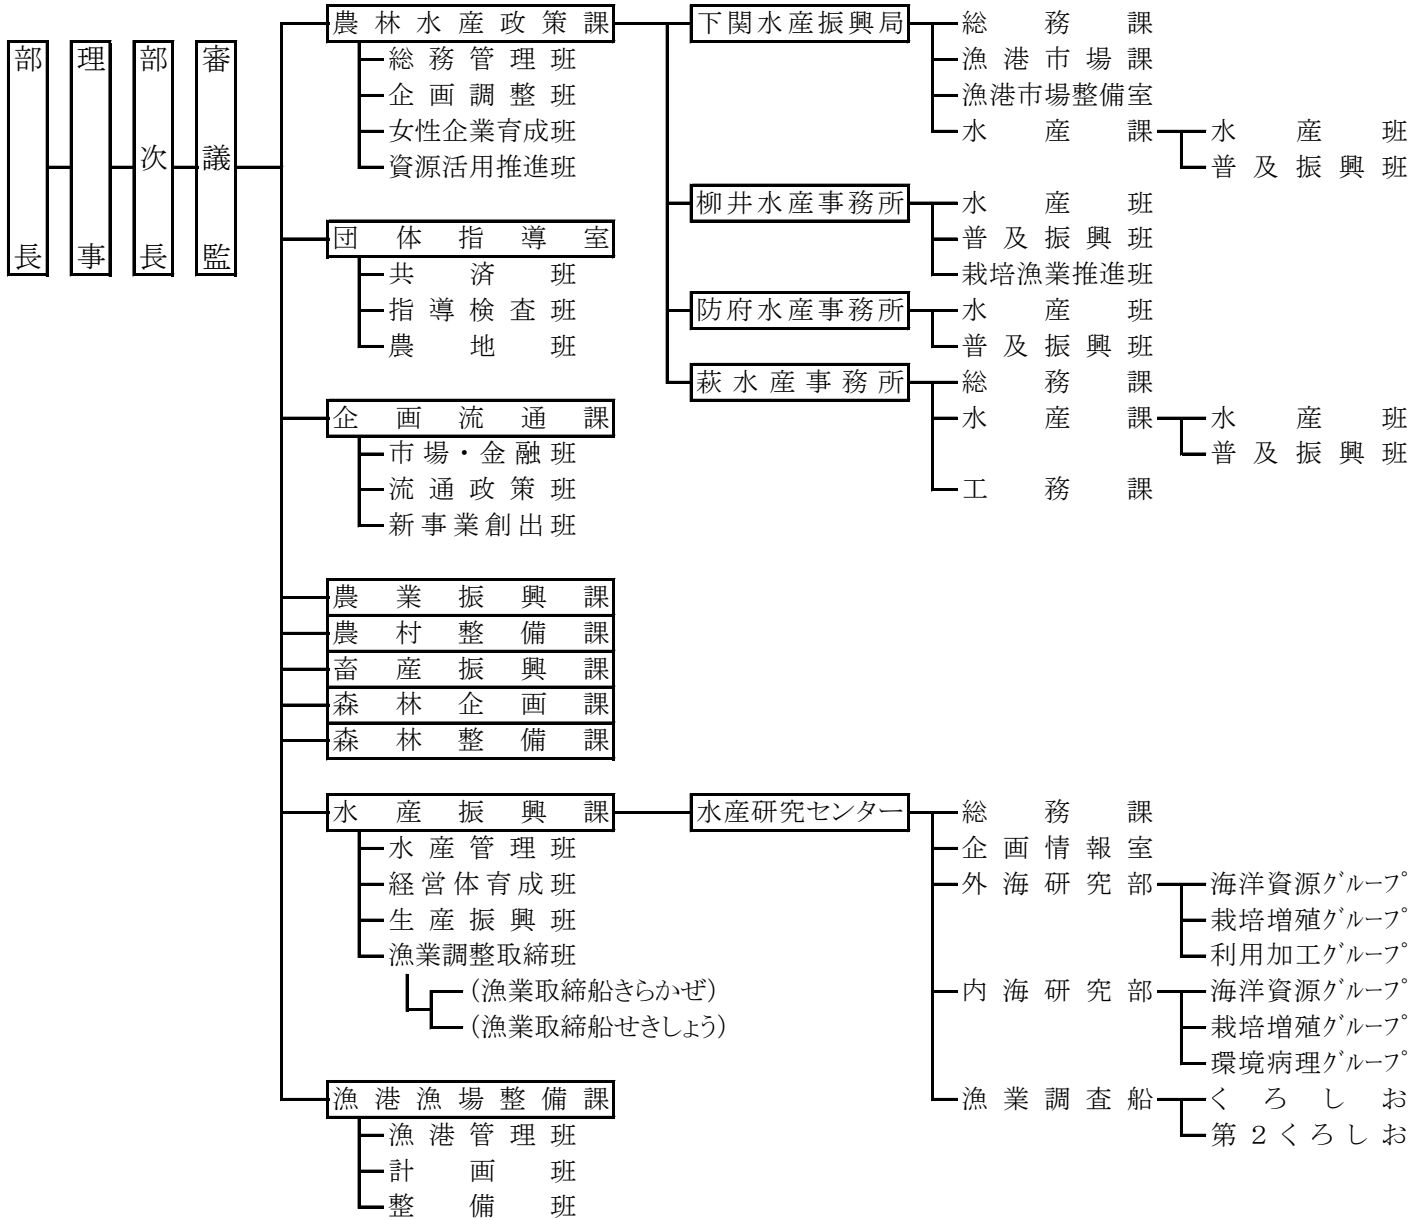 部長
理事
部次長
審議監
農林水産政策課
総務管理班
企画調整班
女性企業育成班
資源活用推進班
団体指導室
共済班
指導検査班
農地班
企画流通課
市場・金融班
流通政策班
新事業創出班
農業振興課
農村整備課
畜産振興課
森林企画課
森林整備課
水産振興課
水産管理班
経営体育成班
生産振興班
漁業調整取締班
(漁業取締船きらかぜ)
(漁業取締船せきしょう)
漁港漁場整備課
漁港管理班
計画班
整備班
下関水産振興局
総務課
漁港市場課
漁港市場整備室
水産課
水産班
普及振興班
柳井水産事務所
水産班
普及振興班
栽培漁業推進班
防府水産事務所
水産班
普及振興班
萩水産事務所
総務課
水産課
水産班
普及振興班
工務課
水産研究センター
総務課
企画情報室
外海研究部
海洋資源ｸﾞﾙｰﾌﾟ
栽培増殖ｸﾞﾙｰﾌﾟ
利用加工ｸﾞﾙｰﾌﾟ
内海研究部
海洋資源ｸﾞﾙｰﾌﾟ
栽培増殖ｸﾞﾙｰﾌﾟ
環境病理ｸﾞﾙｰﾌﾟ
漁業調査船
くろしお
第２くろしお